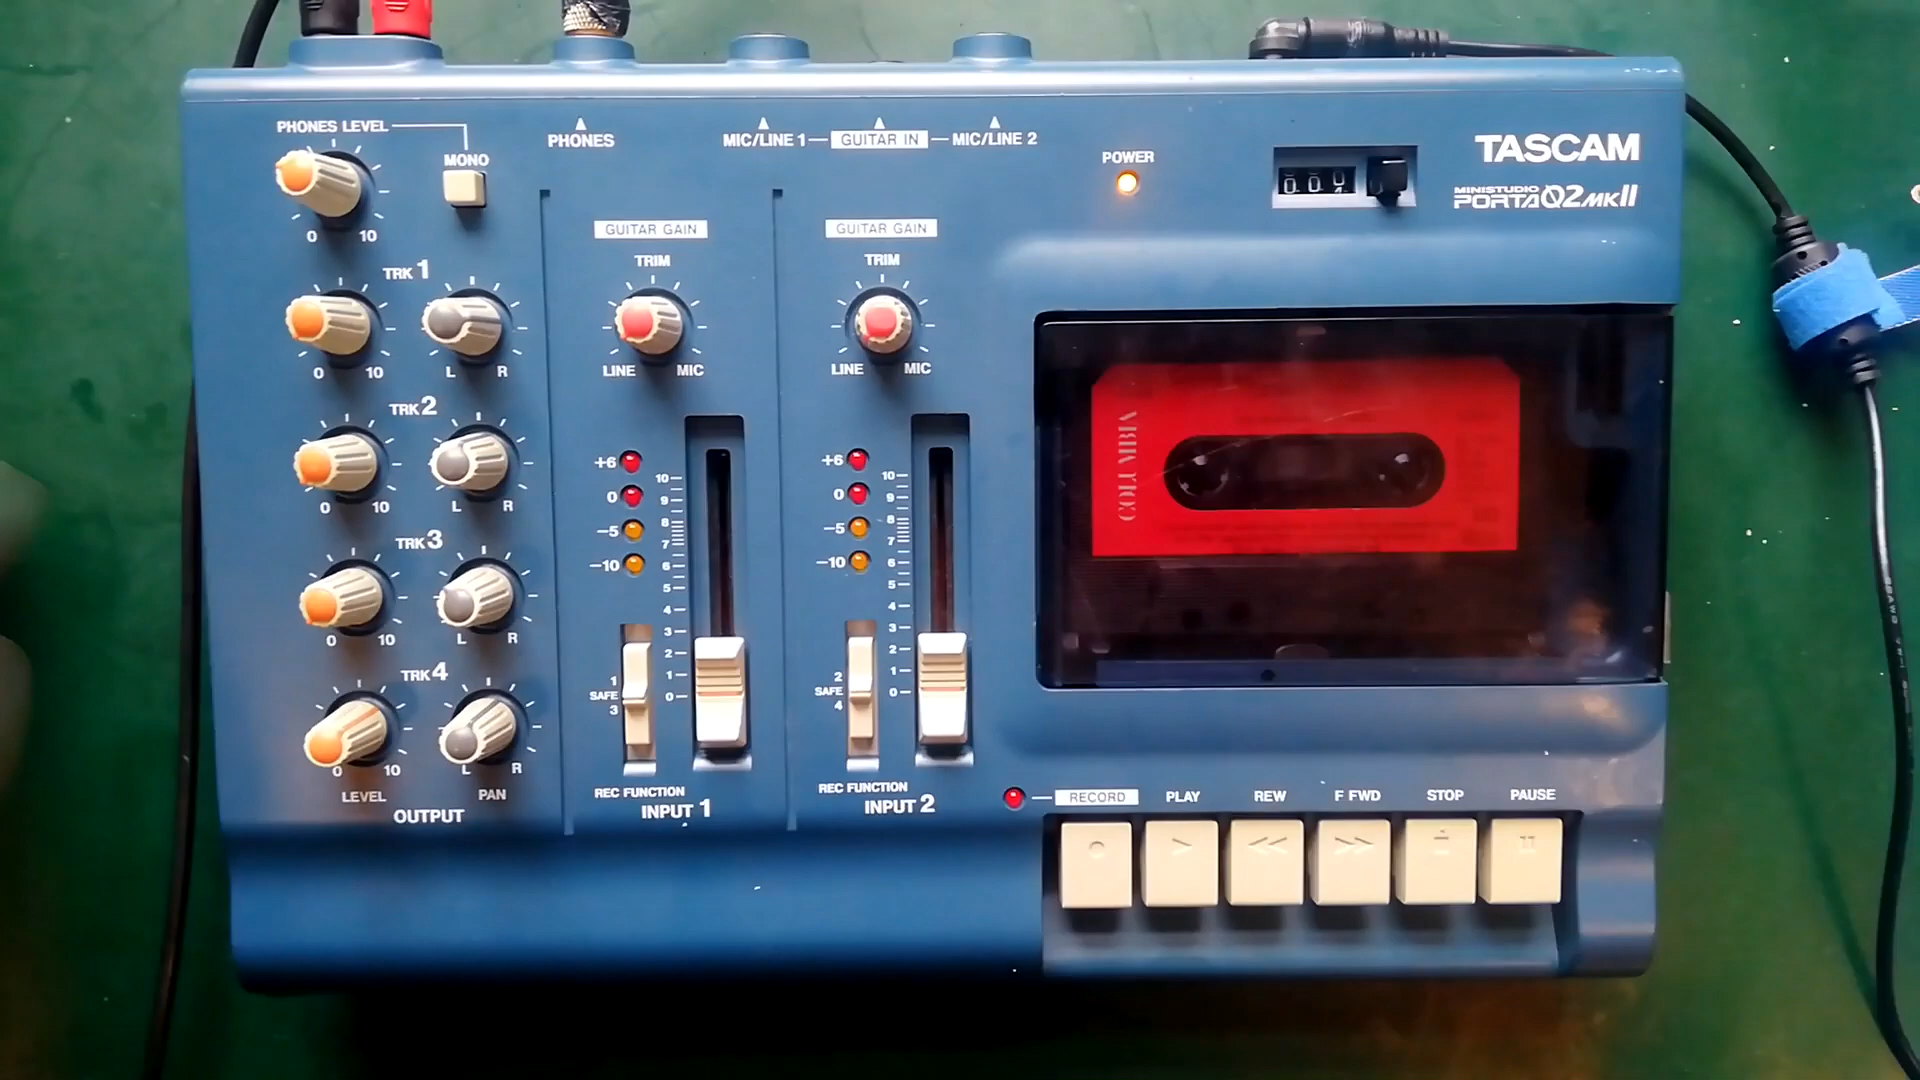 PHONES LEVEL
MONO
0 10
PHONES
MIC/LINE 1 GUITAR IN MIC/LINE 2
POWER
000
TASCAM
MINISTUDIO
PORTA02MKII
TRK 1
0 10 L R
TRK 2
0 10 L R
TRK 3
0 10 L R
TRK 4
0 10 L R
LEVEL PAN
OUTPUT
GUITAR GAIN
TRIM
LINE MIC
+6
0
-5
-10
10
9
8
7
6
5
4
3
2
1
0
1
SAFE
3
REC FUNCTION
INPUT 1
GUITAR GAIN
TRIM
LINE MIC
+6
0
-5
-10
10
9
8
7
6
5
4
3
2
1
0
2
SAFE
4
REC FUNCTION
INPUT 2
COLUMBIA
RECORD PLAY REW F FWD STOP PAUSE